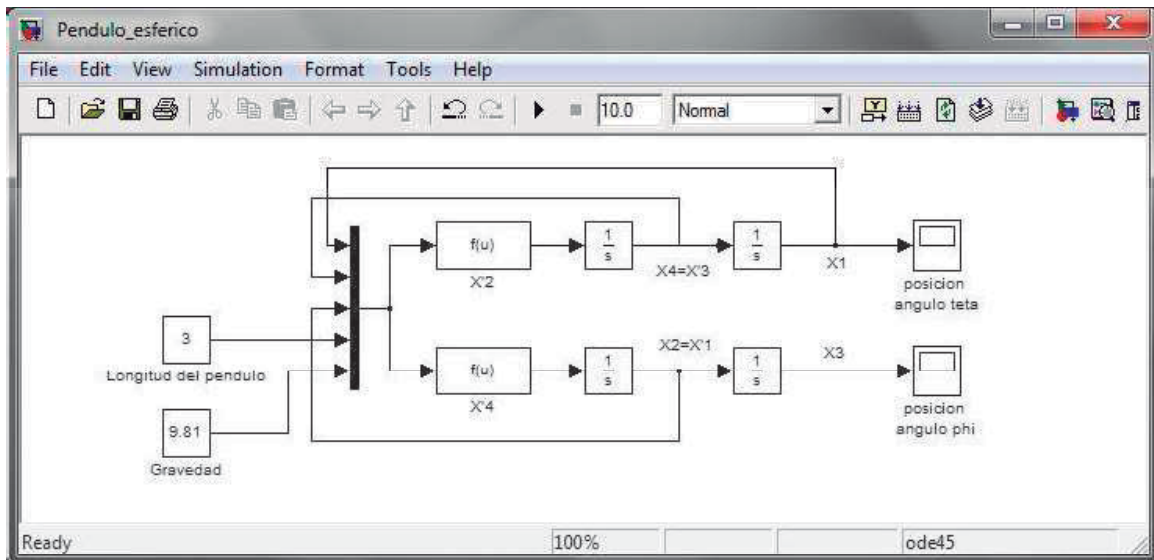 Pendulo_esferico
File Edit View Simulation Format Tools Help
10.0 Normal
f(u)
1
s
1
s
X'2
X4=X'3
X1
posicion
angulo teta
3
Longitud del pendulo
f(u)
1
s
X2=X'1
1
s
X3
X'4
posicion
angulo phi
9.81
Gravedad
Ready 100% ode45